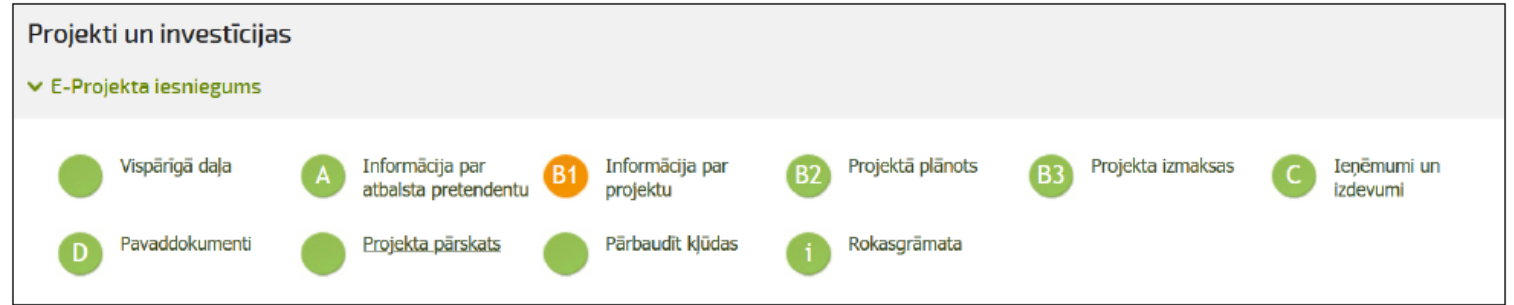 Projekti un investīcijas
E-Projekta iesniegums
Vispārīgā daļa
A Informācija par
atbalsta pretendentu
B1 Informācija par
projektu
B2 Projektā plānots
B3 Projekta izmaksas
C Ieņēmumi un
izdevumi
D Pavaddokumenti
Projekta pārskats
Pārbaudīt kļūdas
i Rokasgrāmata